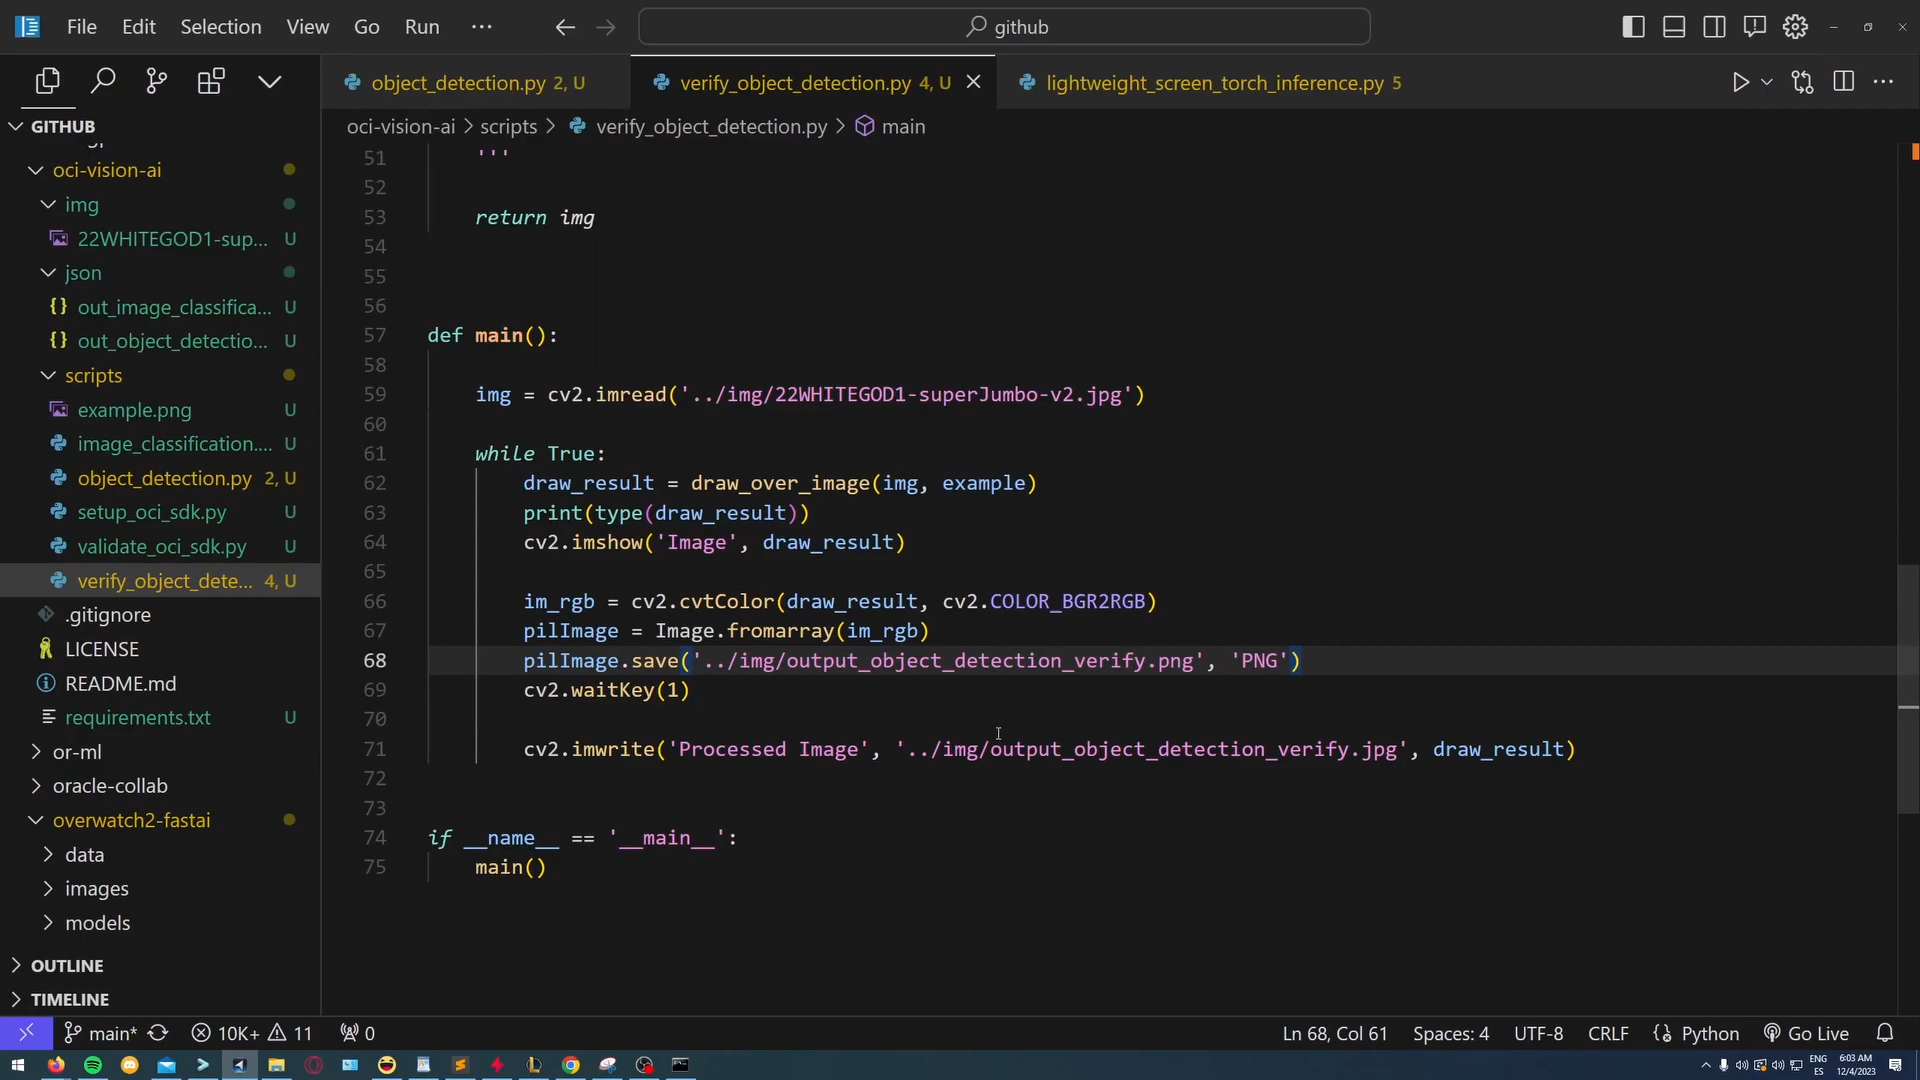 File Edit Selection View Go Run ··· github
object_detection.py 2, U verify_object_detection.py 4, U lightweight_screen_torch_inference.py 5
oci-vision-ai > scripts > verify_object_detection.py > main
GITHUB
oci-vision-ai
img
22WHITEGOD1-sup... U
json
out_image_classifica... U
out_object_detectio... U
scripts
example.png U
image_classification.... U
object_detection.py 2, U
setup_oci_sdk.py U
validate_oci_sdk.py U
verify_object_dete... 4, U
.gitignore
LICENSE
README.md
requirements.txt U
or-ml
oracle-collab
overwatch2-fastai
data
images
models
OUTLINE
TIMELINE
51 '''
52
53 return img
54
55
56
57 def main():
58
59 img = cv2.imread('../img/22WHITEGOD1-superJumbo-v2.jpg')
60
61 while True:
62 draw_result = draw_over_image(img, example)
63 print(type(draw_result))
64 cv2.imshow('Image', draw_result)
65
66 im_rgb = cv2.cvtColor(draw_result, cv2.COLOR_BGR2RGB)
67 pilImage = Image.fromarray(im_rgb)
68 pilImage.save('../img/output_object_detection_verify.png', 'PNG')
69 cv2.waitKey(1)
70
71 cv2.imwrite('Processed Image', '../img/output_object_detection_verify.jpg', draw_result)
72
73
74 if __name__ == '__main__':
75 main()
main* 10K+ 11 0 Ln 68, Col 61 Spaces: 4 UTF-8 CRLF Python Go Live
ENG 6:03 AM
ES 12/4/2023